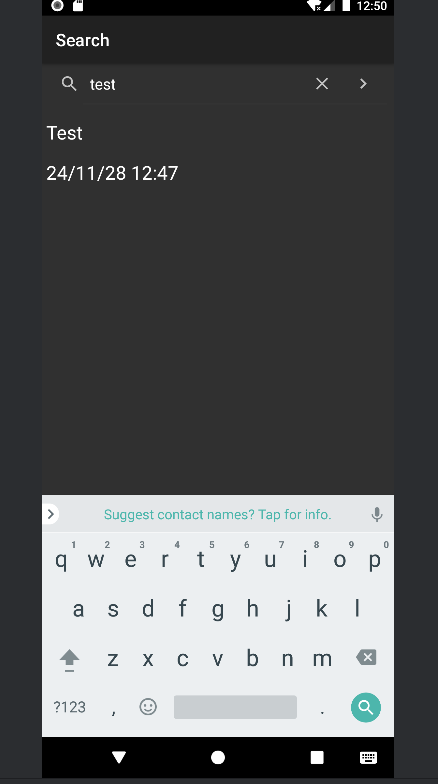 12:50
Search
test
Test
24/11/28 12:47
Suggest contact names? Tap for info.
1 2 3 4 5 6 7 8 9 0
q w e r t y u i o p
a s d f g h j k l
z x c v b n m
?123 , .